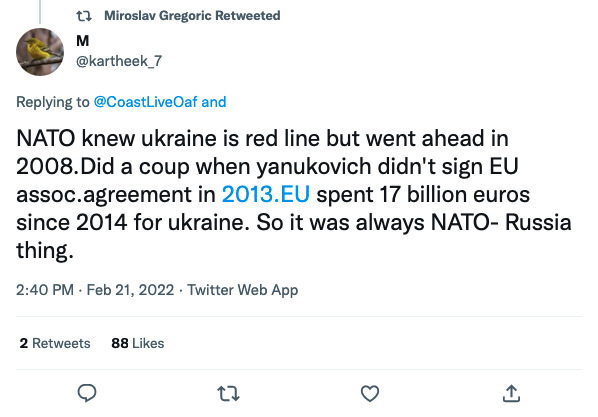 Miroslav Gregoric Retweeted
M
@kartheek_7
Replying to @CoastLiveOaf and
NATO knew ukraine is red line but went ahead in
2008.Did a coup when yanukovich didn't sign EU
assoc.agreement in 2013.EU spent 17 billion euros
since 2014 for ukraine. So it was always NATO- Russia
thing.
2:40 PM · Feb 21, 2022 · Twitter Web App
2 Retweets 88 Likes